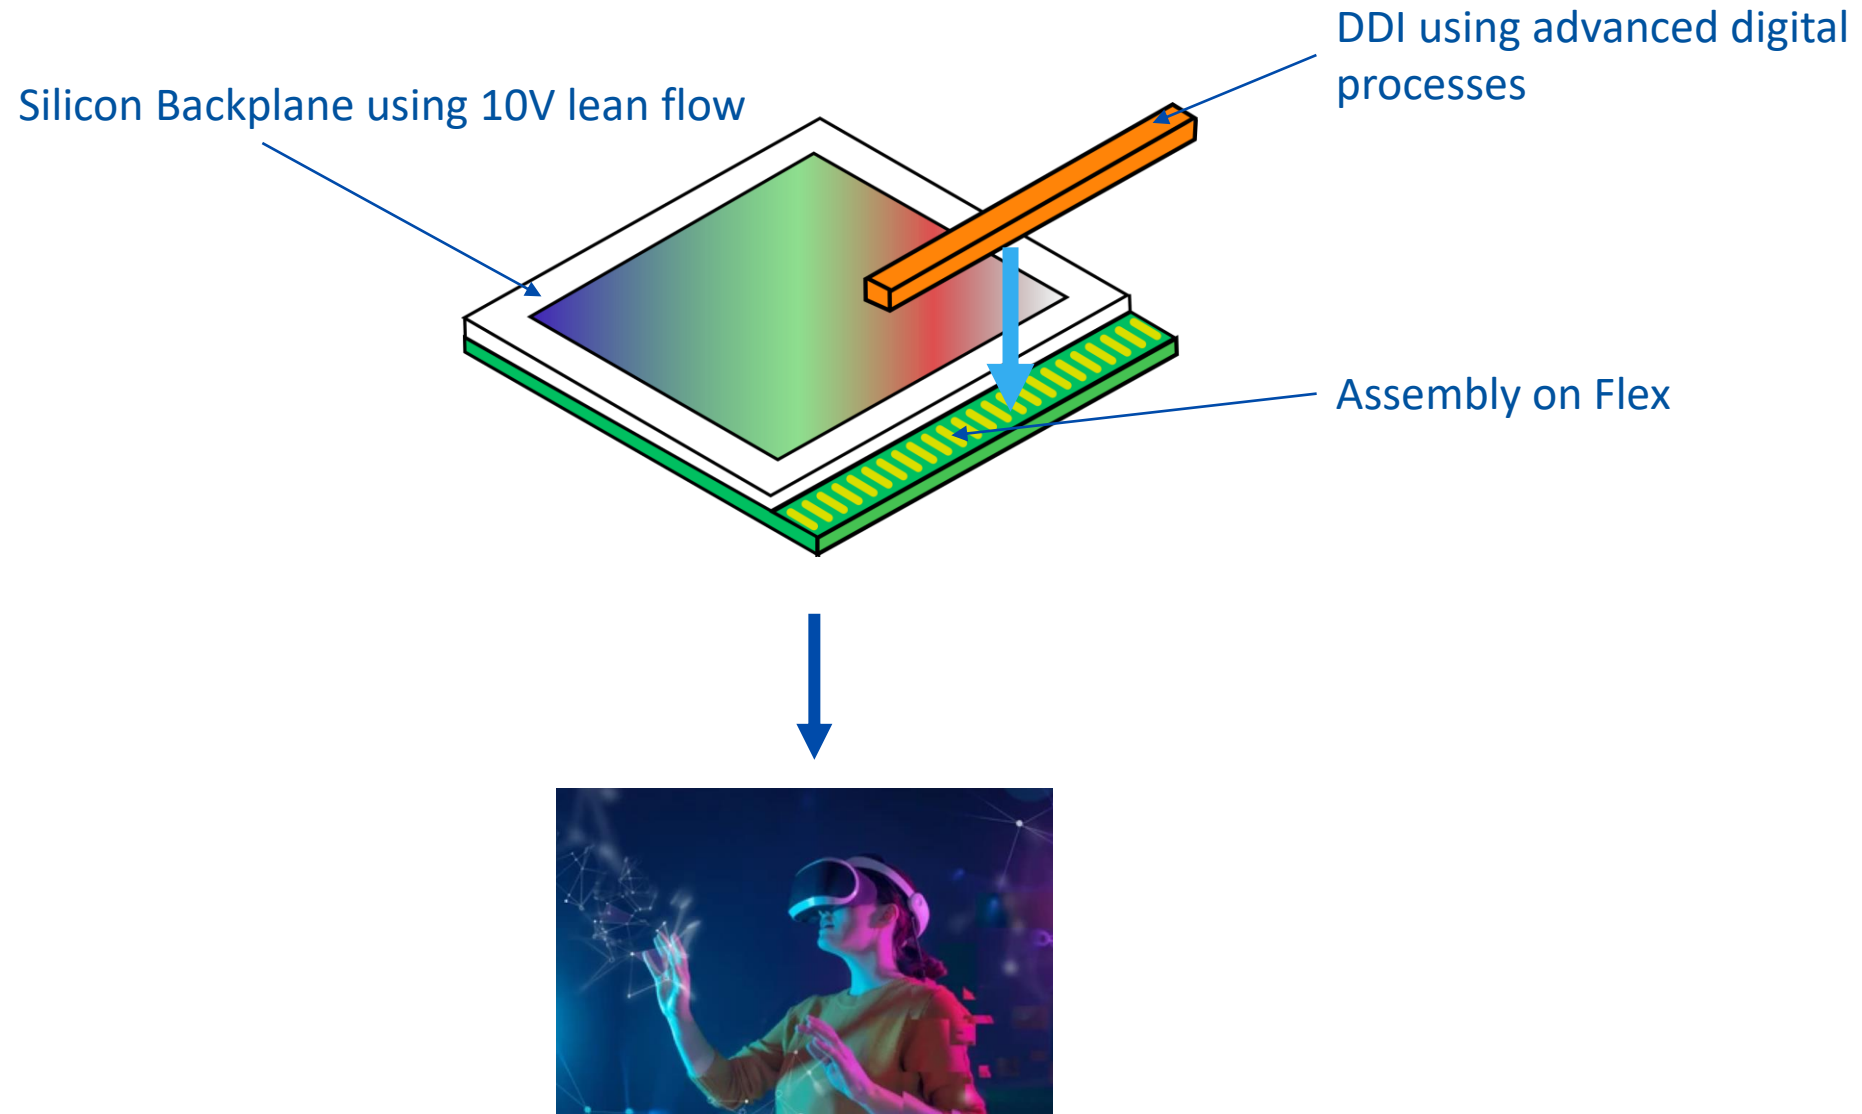 DDI using advanced digital
processes
Silicon Backplane using 10V lean flow
Assembly on Flex